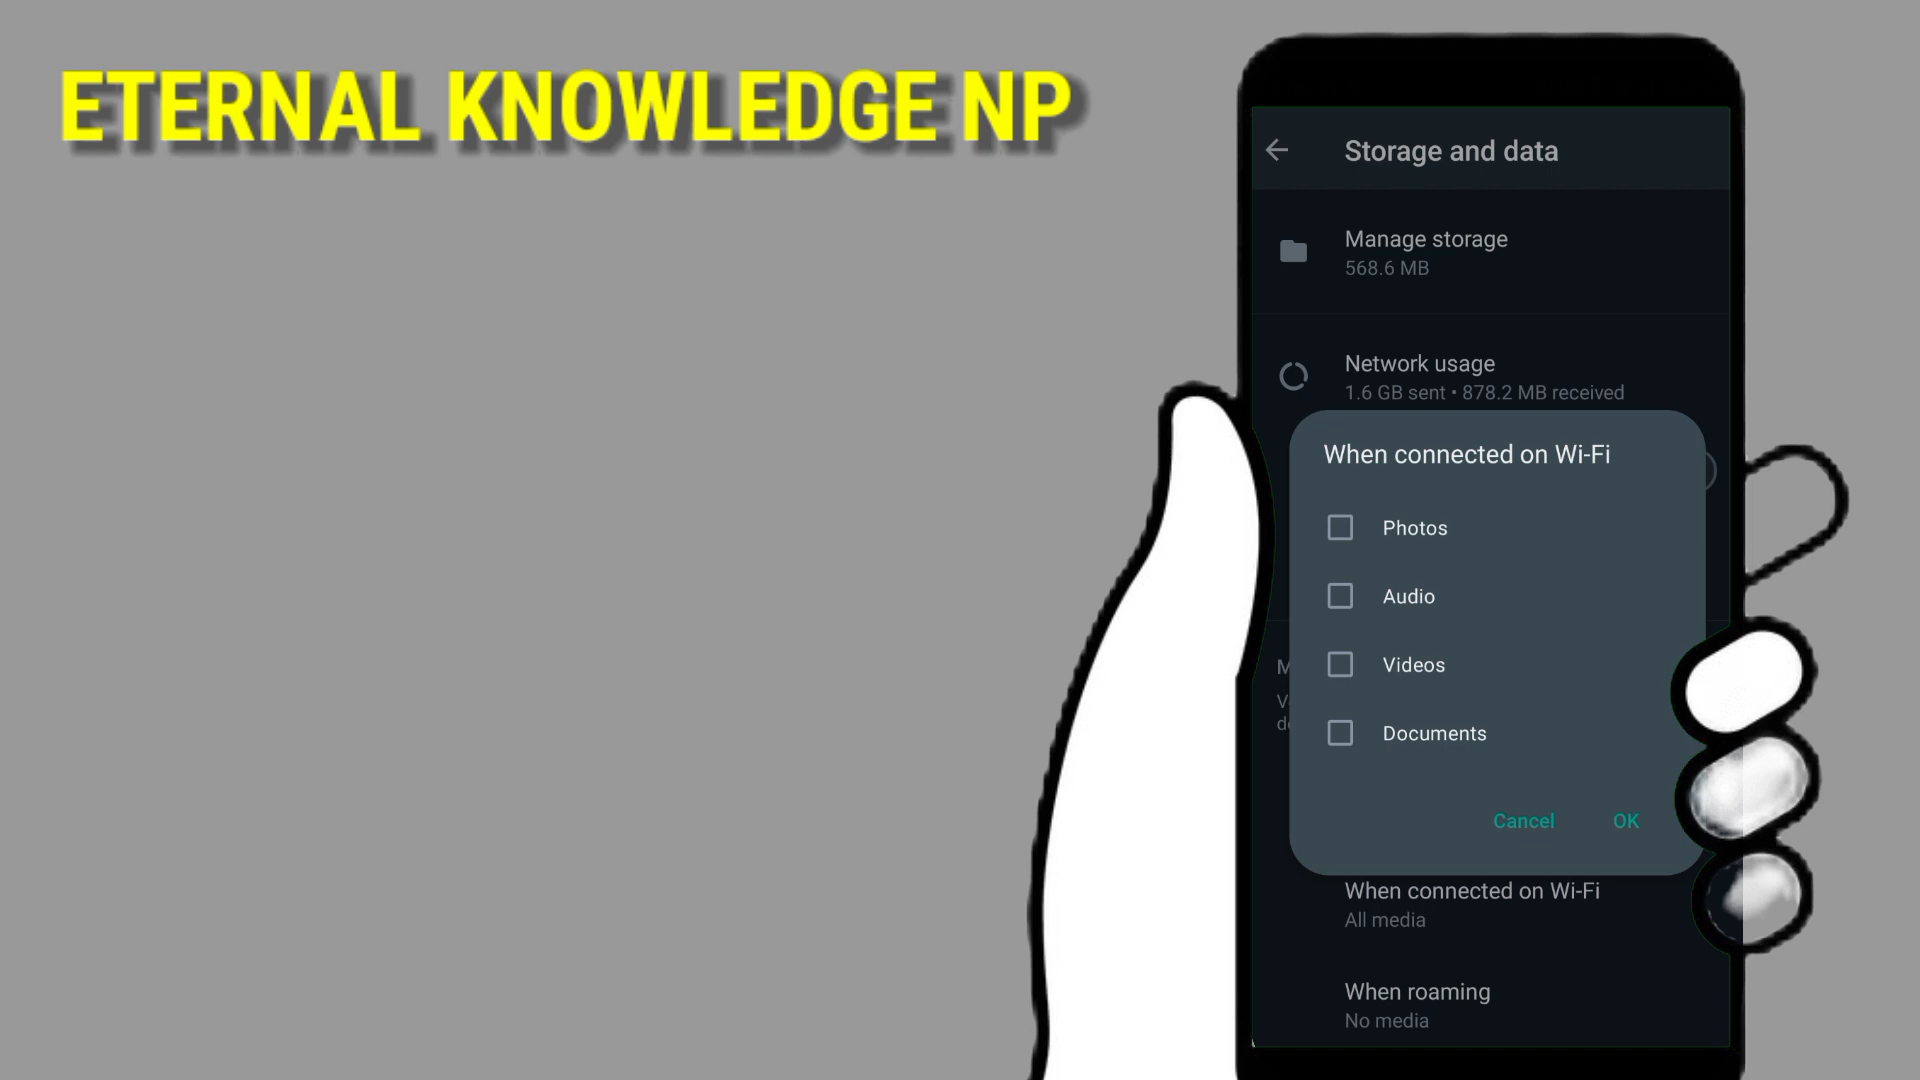 ETERNAL KNOWLEDGE NP
Storage and data
Manage storage
568.6 MB
Network usage
1.6 GB sent • 878.2 MB received
When connected on Wi-Fi
Photos
Audio
Videos
Documents
Cancel OK
When connected on Wi-Fi
All media
When roaming
No media